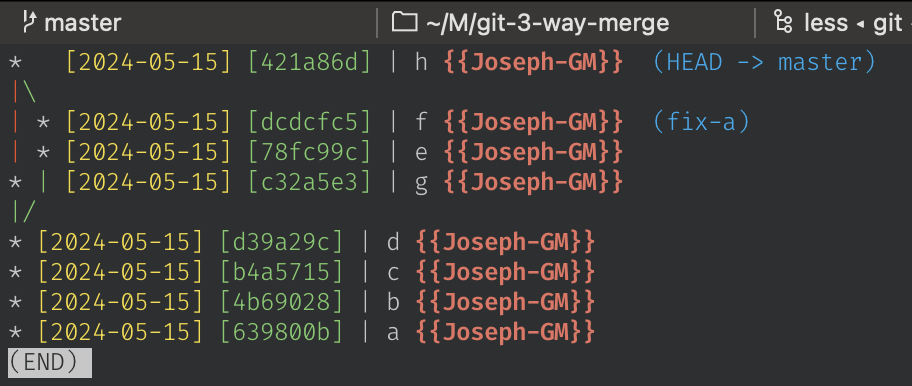 master ~/M/git-3-way-merge less ◂ git
*   [2024-05-15] [421a86d] | h {{Joseph-GM}}  (HEAD -> master)
|\
| * [2024-05-15] [dcdcfc5] | f {{Joseph-GM}}  (fix-a)
| * [2024-05-15] [78fc99c] | e {{Joseph-GM}}
* | [2024-05-15] [c32a5e3] | g {{Joseph-GM}}
|/
* [2024-05-15] [d39a29c] | d {{Joseph-GM}}
* [2024-05-15] [b4a5715] | c {{Joseph-GM}}
* [2024-05-15] [4b69028] | b {{Joseph-GM}}
* [2024-05-15] [639800b] | a {{Joseph-GM}}
(END)